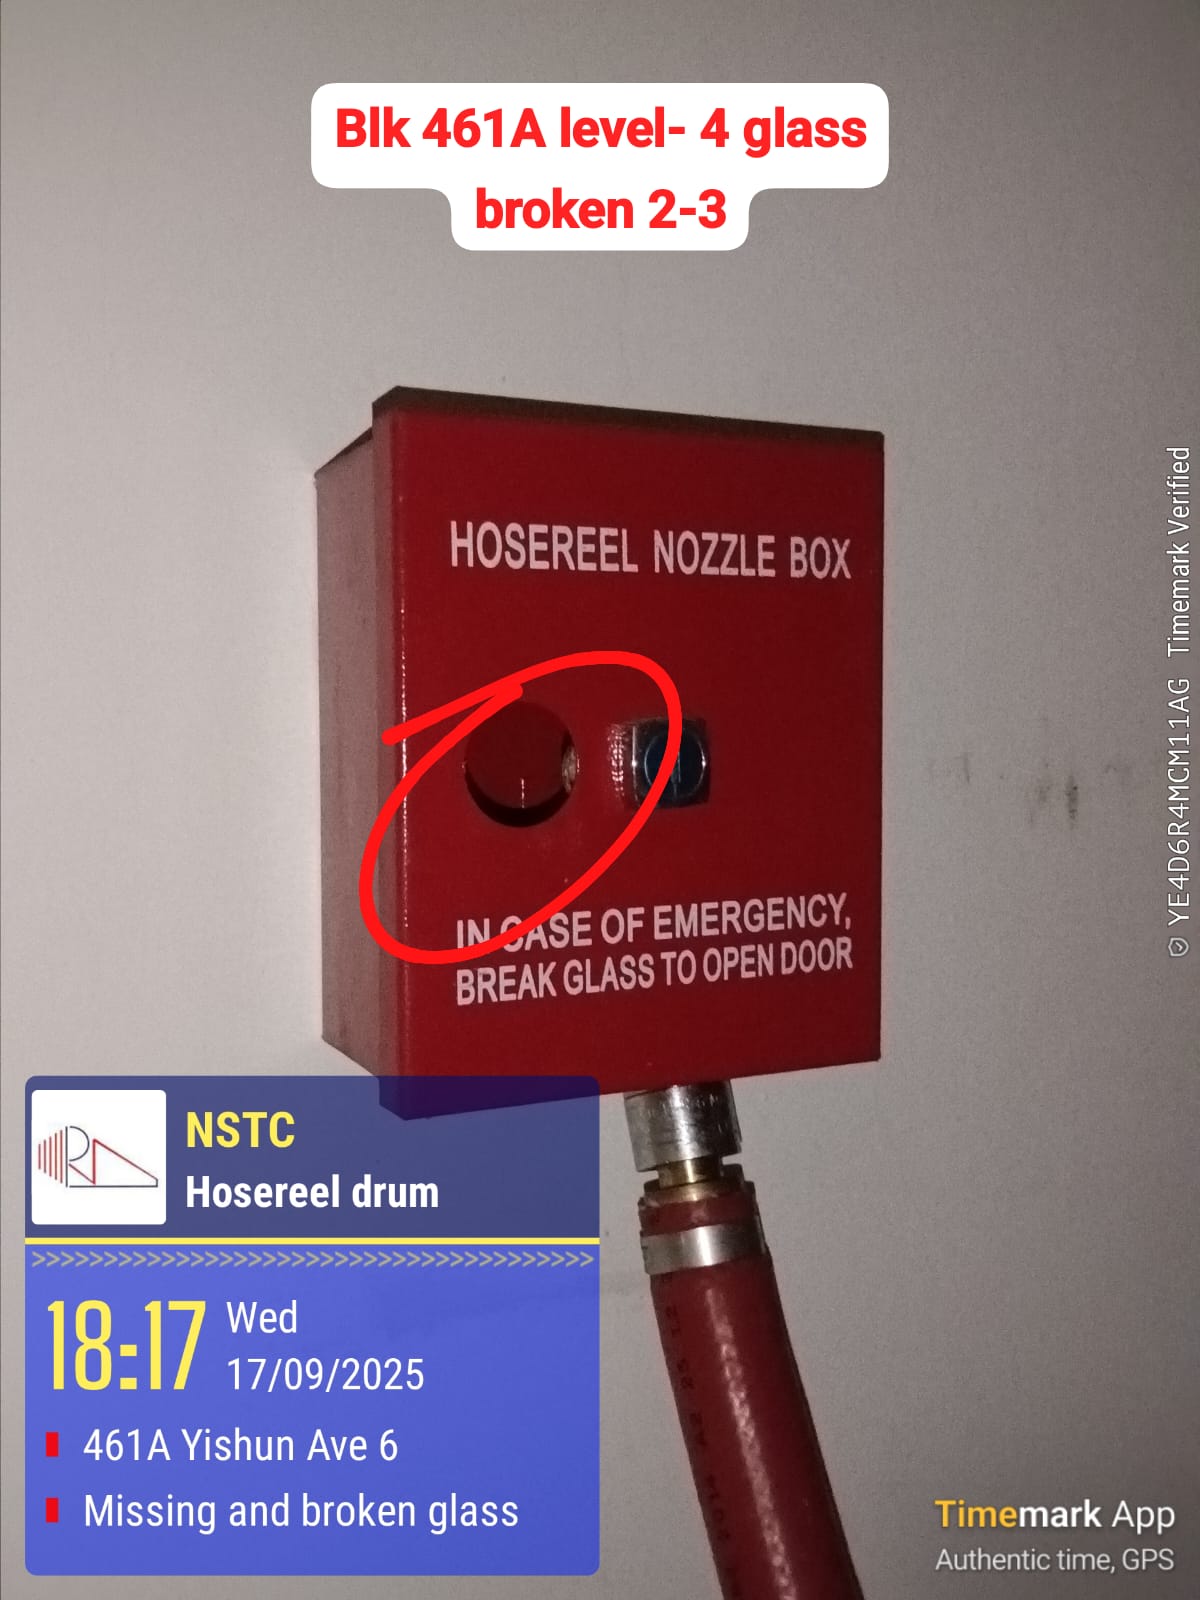 Blk 461A level- 4 glass
broken 2-3
HOSEREEL NOZZLE BOX
IN CASE OF EMERGENCY,
BREAK GLASS TO OPEN DOOR
NSTC
Hosereel drum
>>>>>>>>>>>>>>>>>>>>>>>>>>>>>>>>>>>>>>>
18:17
Wed
17/09/2025
461A Yishun Ave 6
Missing and broken glass
YE4D6R4MCM11AG Timemark Verified
Timemark App
Authentic time, GPS